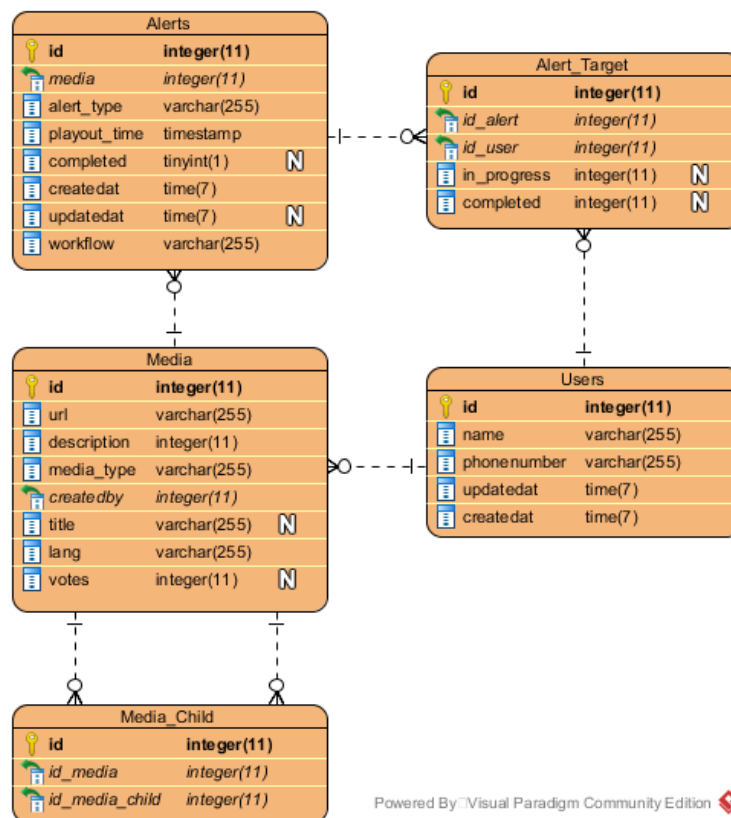 Alerts
id integer(11)
media integer(11)
alert_type varchar(255)
playout_time timestamp
completed tinyint(1) N
createdat time(7)
updatedat time(7) N
workflow varchar(255)
Alert_Target
id integer(11)
id_alert integer(11)
id_user integer(11)
in_progress integer(11) N
completed integer(11) N
Media
id integer(11)
url varchar(255)
description integer(11)
media_type varchar(255)
createdby integer(11)
title varchar(255) N
lang varchar(255)
votes integer(11) N
Users
id integer(11)
name varchar(255)
phonenumber varchar(255)
updatedat time(7)
createdat time(7)
Media_Child
id integer(11)
id_media integer(11)
id_media_child integer(11)
Powered By Visual Paradigm Community Edition